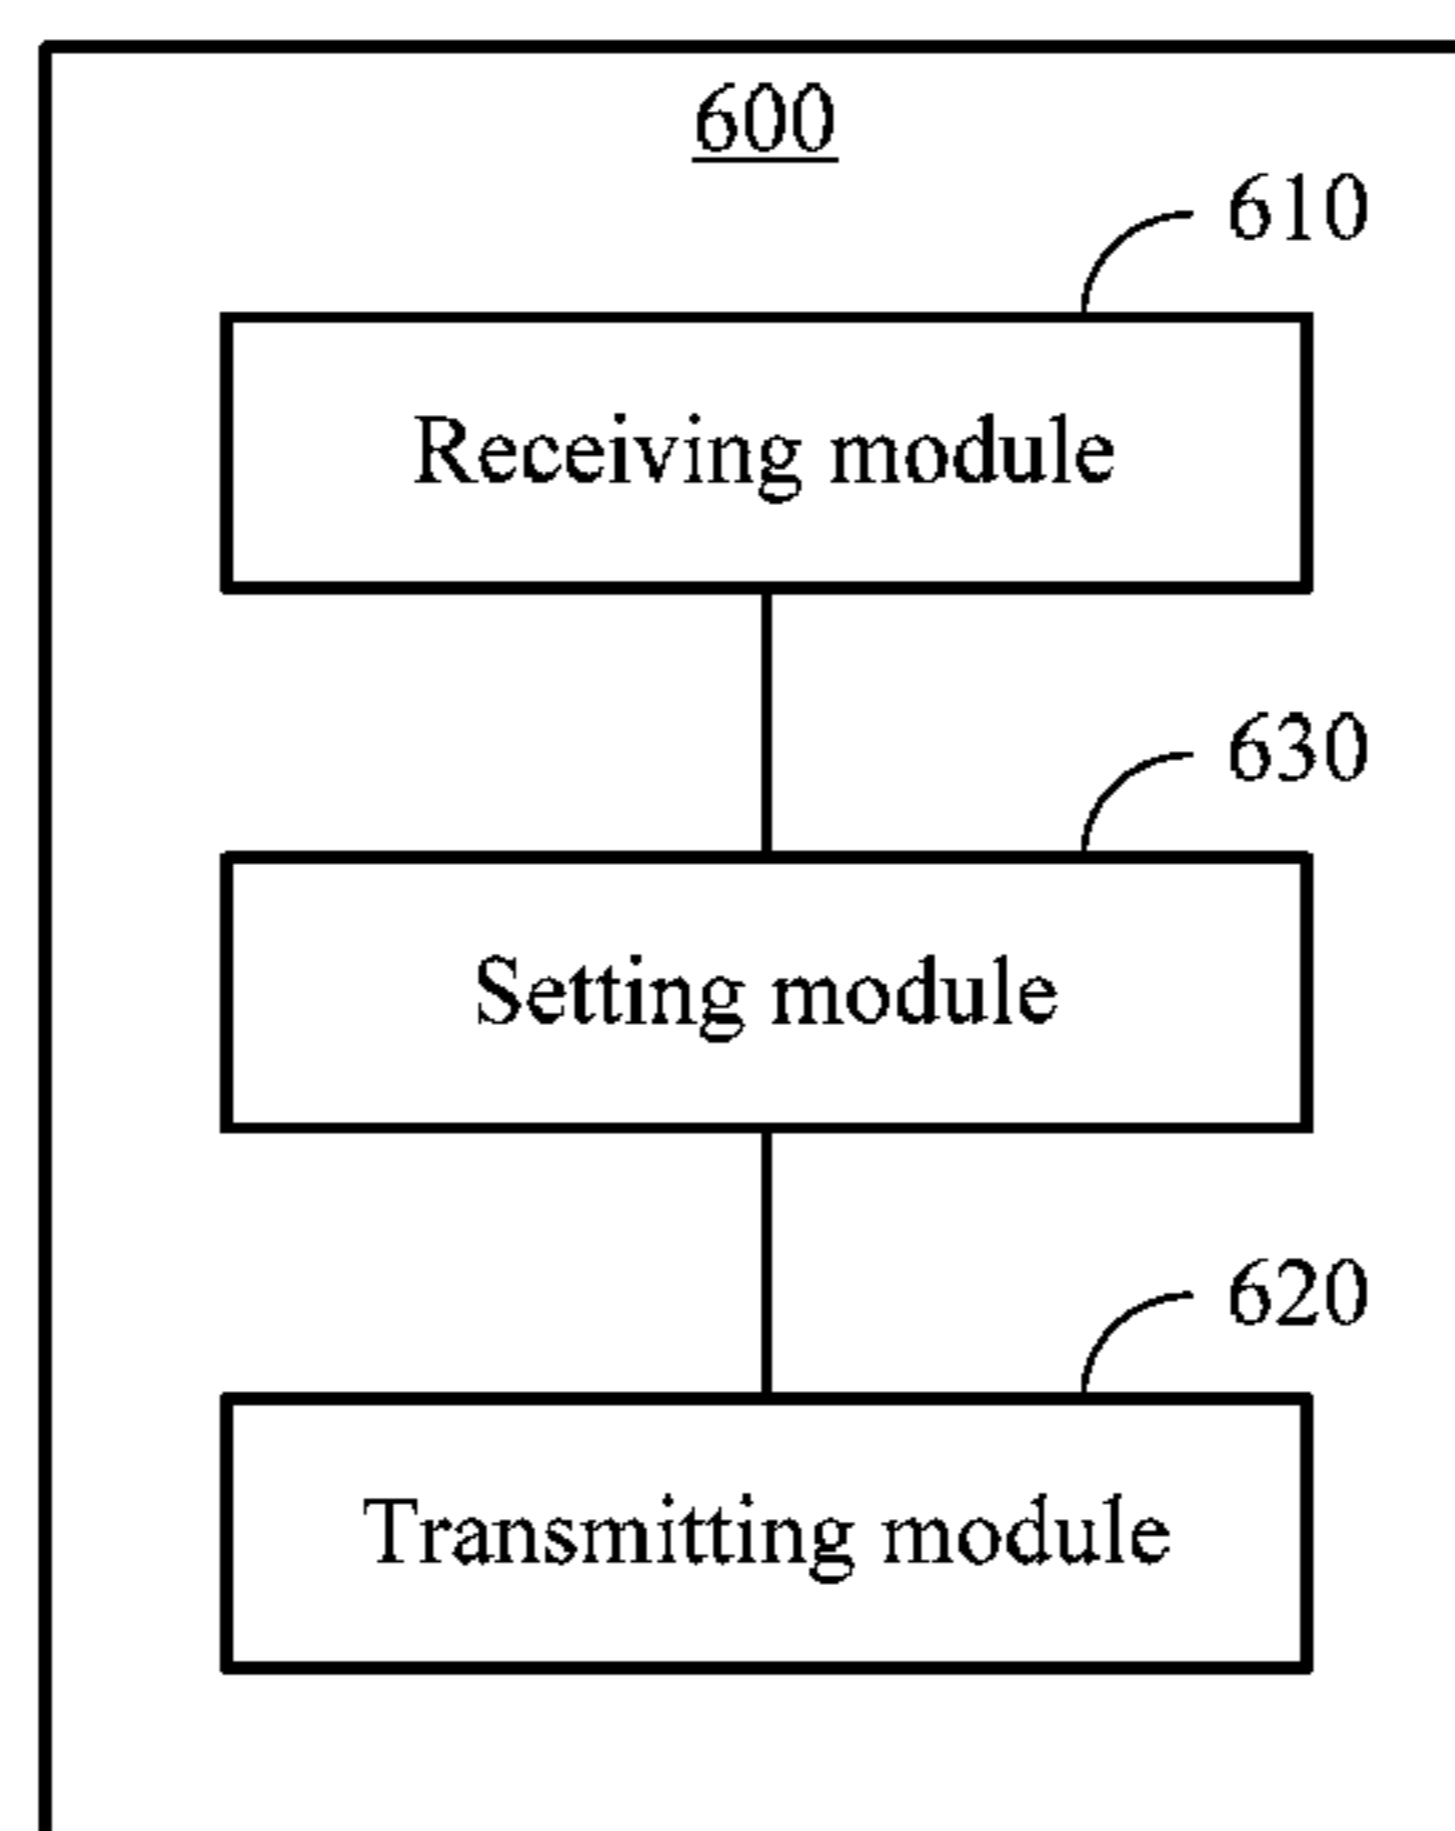 600
610
Receiving module
630
Setting module
620
Transmitting module